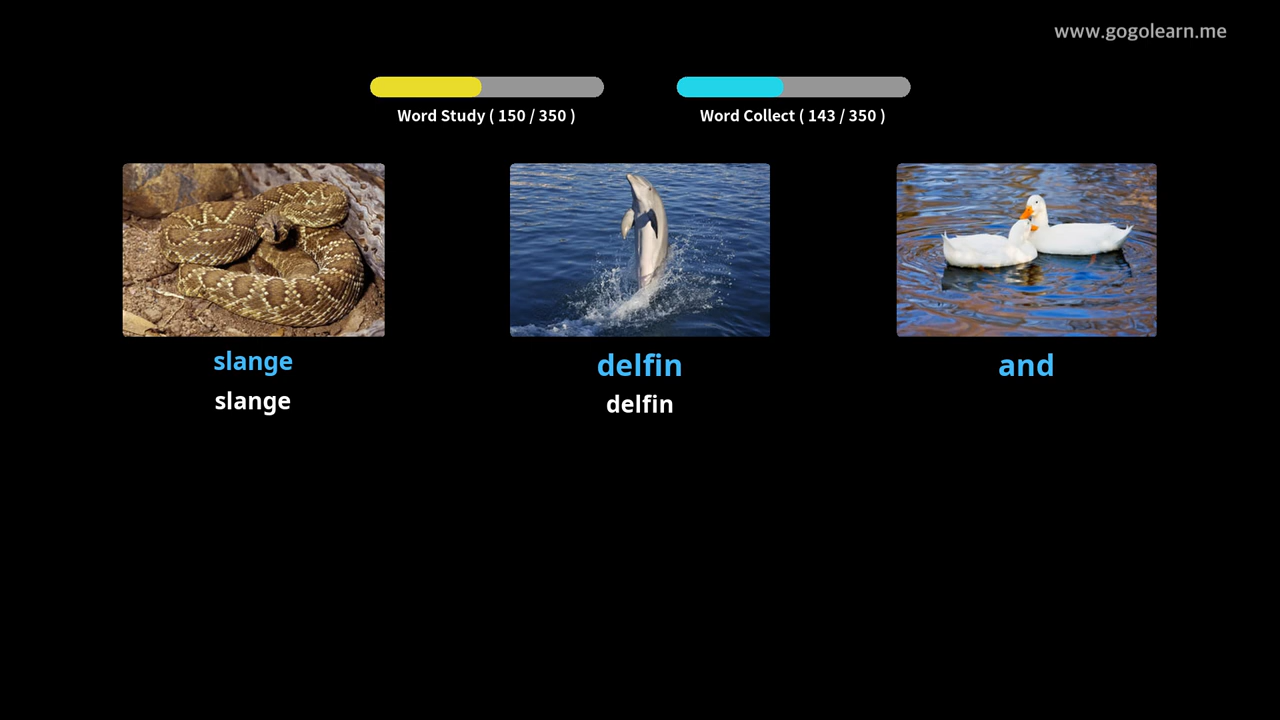 www.gogolearn.me
Word Study ( 150 / 350 )
Word Collect ( 143 / 350 )
slange
delfin
and
slange
delfin